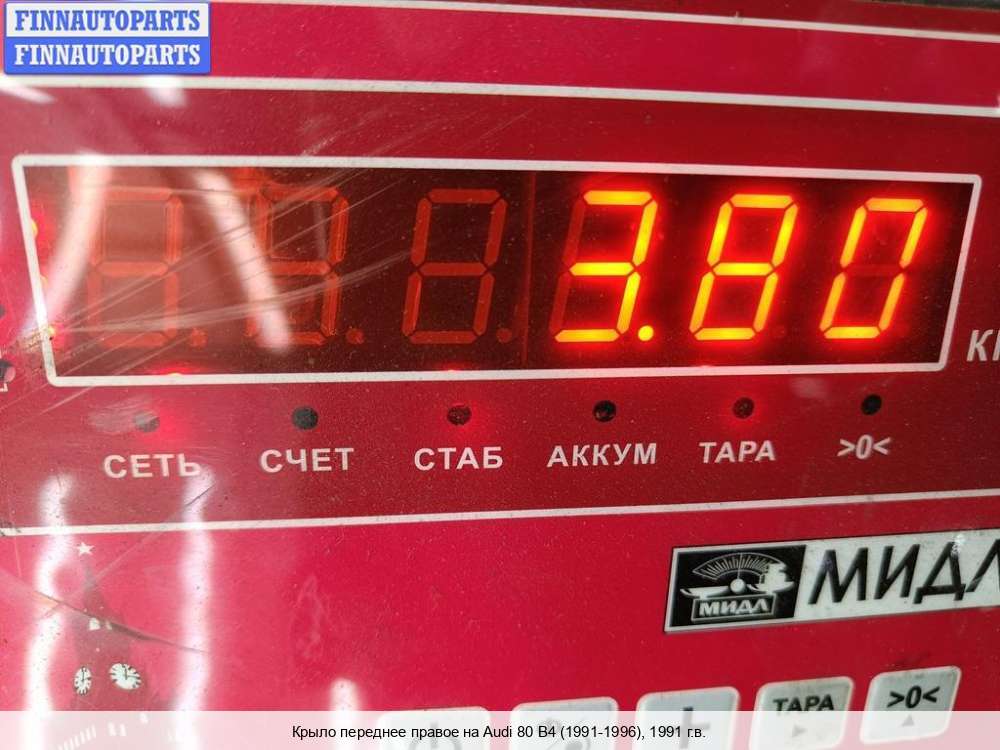 FINNAUTOPARTS
FINNAUTOPARTS
3.80
СЕТЬ СЧЕТ СТАБ АККУМ ТАРА >0<
МИДЛ МИДЛ
ТАРА >0<
Крыло переднее правое на Audi 80 B4 (1991-1996), 1991 г.в.